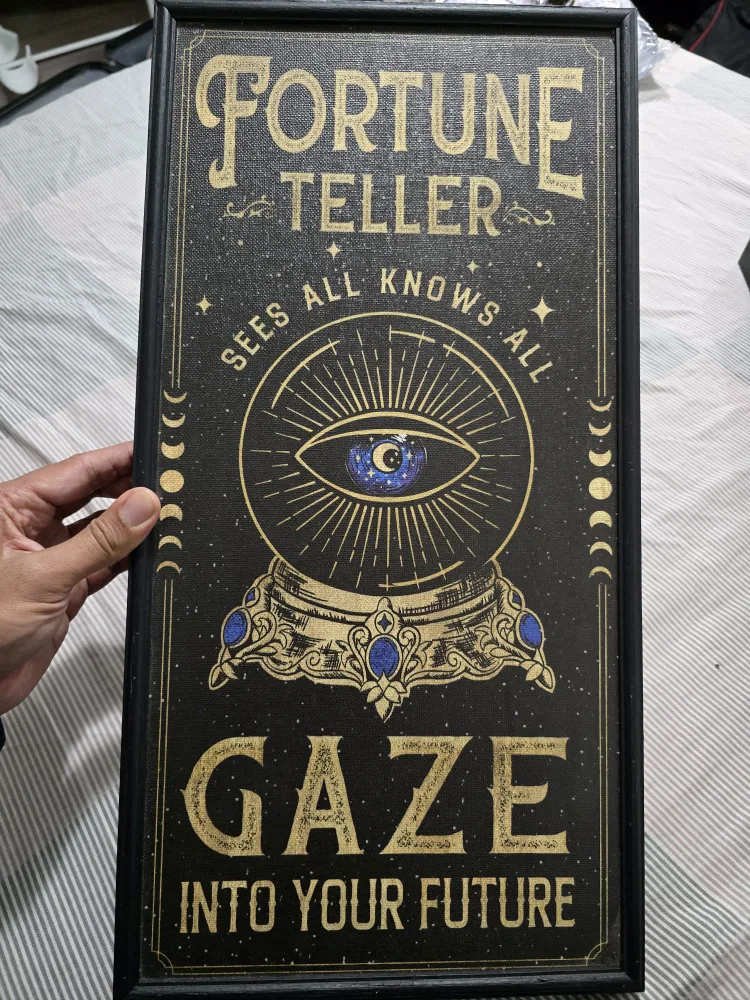 FORTUNE
TELLER
SEES ALL KNOWS ALL
GAZE
INTO YOUR FUTURE